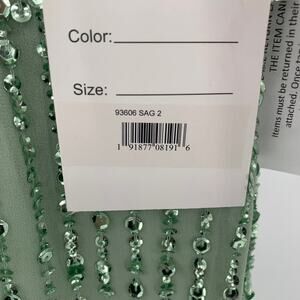 Color:
Size:
93606 SAG 2
1 91877 08191 6
THE ITEM CAN
Items must be returned in their
attached. Once